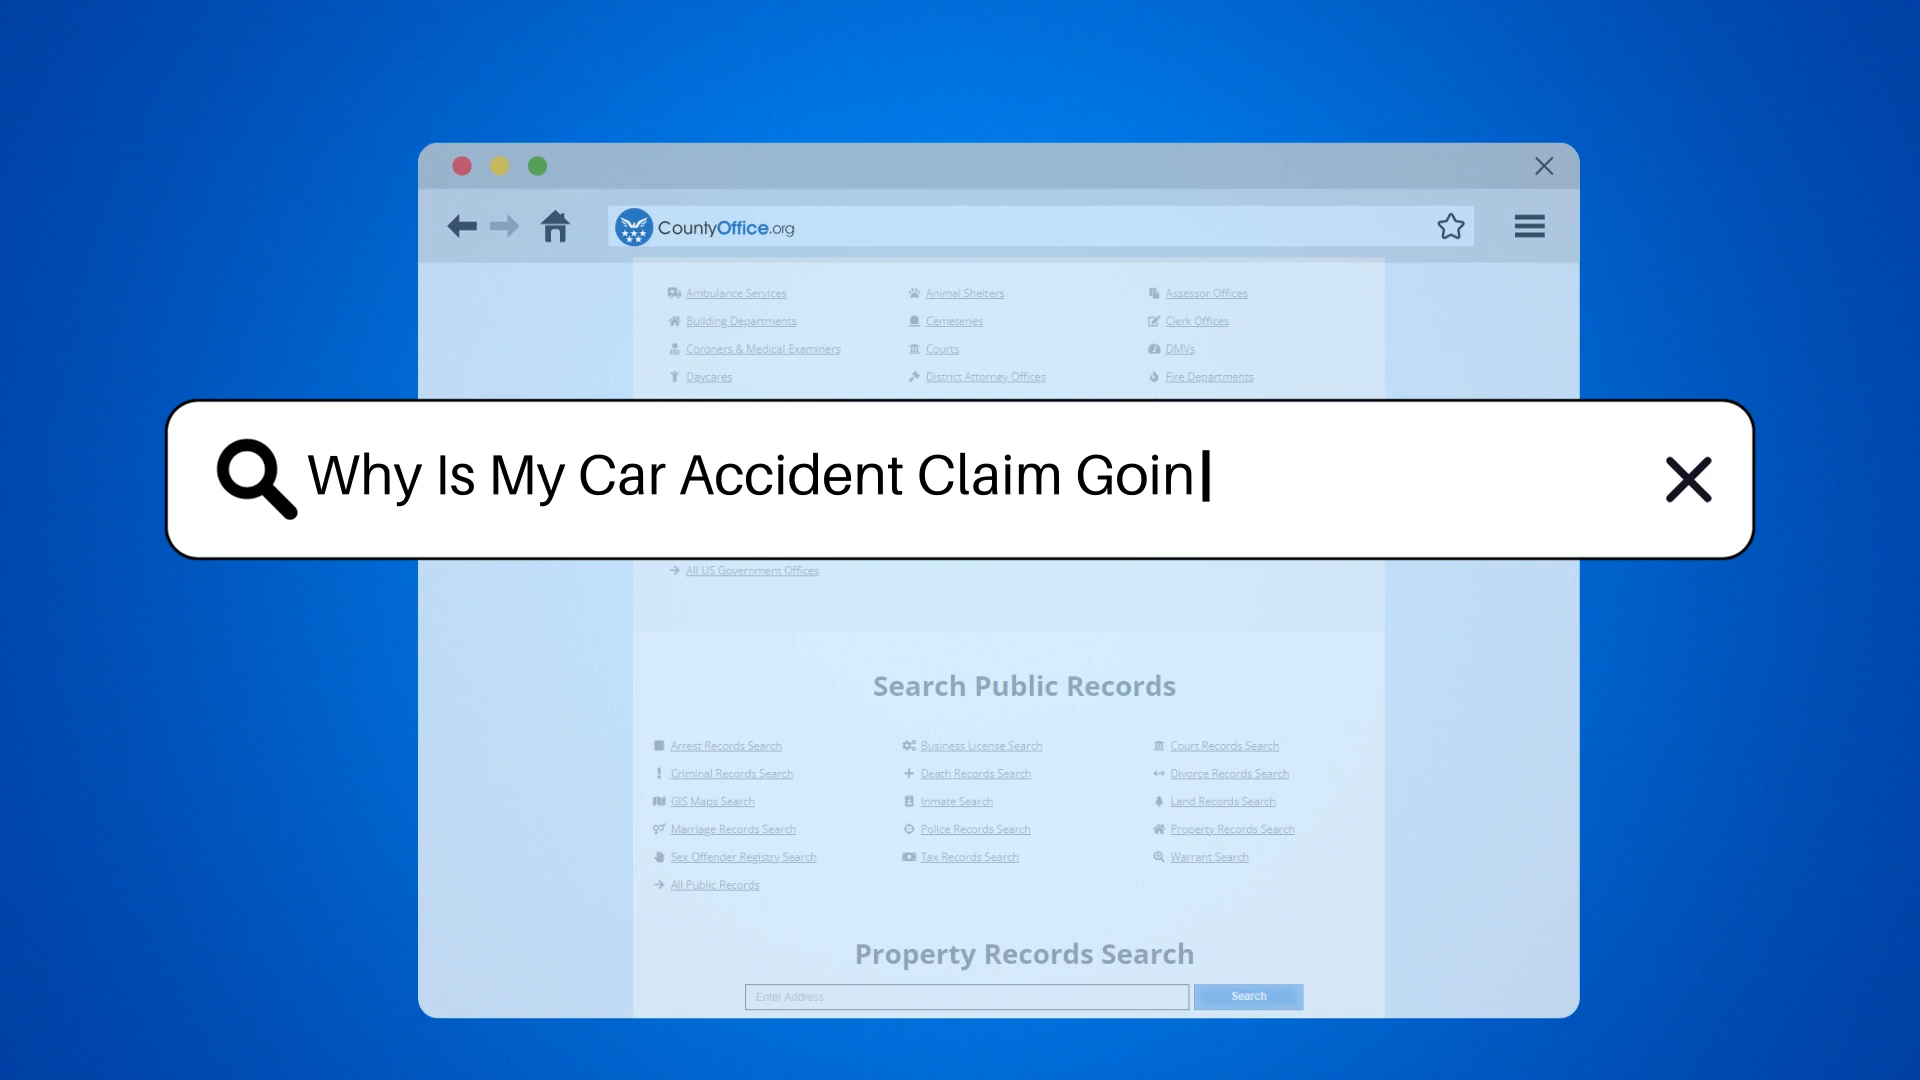 CountyOffice.org
Ambulance Services Animal Shelters Assessor Offices
Building Departments Cemeteries Clerk Offices
Coroners & Medical Examiners Courts DMVs
Daycares District Attorney Offices Fire Departments
Why Is My Car Accident Claim Goin
All US Government Offices
Search Public Records
Arrest Records Search Business License Search Court Records Search
Criminal Records Search Death Records Search Divorce Records Search
GIS Maps Search Inmate Search Land Records Search
Marriage Records Search Police Records Search Property Records Search
Sex Offender Registry Search Tax Records Search Warrant Search
All Public Records
Property Records Search
Enter Address Search